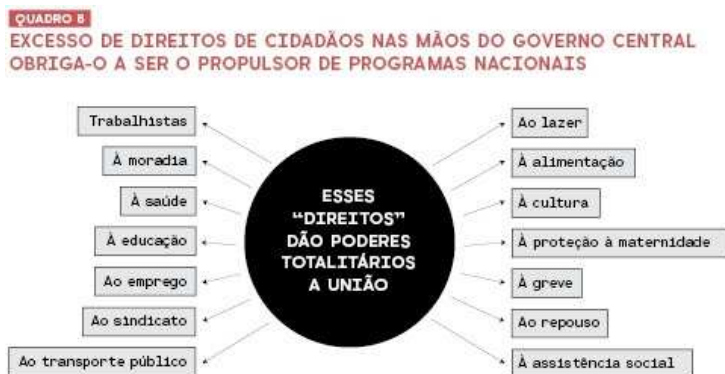 QUADRO 8
EXCESSO DE DIREITOS DE CIDADÃOS NAS MÃOS DO GOVERNO CENTRAL
OBRIGA-O A SER O PROPULSOR DE PROGRAMAS NACIONAIS
Trabalhistas
À moradia
À saúde
À educação
Ao emprego
Ao sindicato
Ao transporte público
ESSES
“DIREITOS”
DÃO PODERES
TOTALITÁRIOS
A UNIÃO
Ao lazer
À alimentação
À cultura
À proteção à maternidade
À greve
Ao repouso
À assistência social